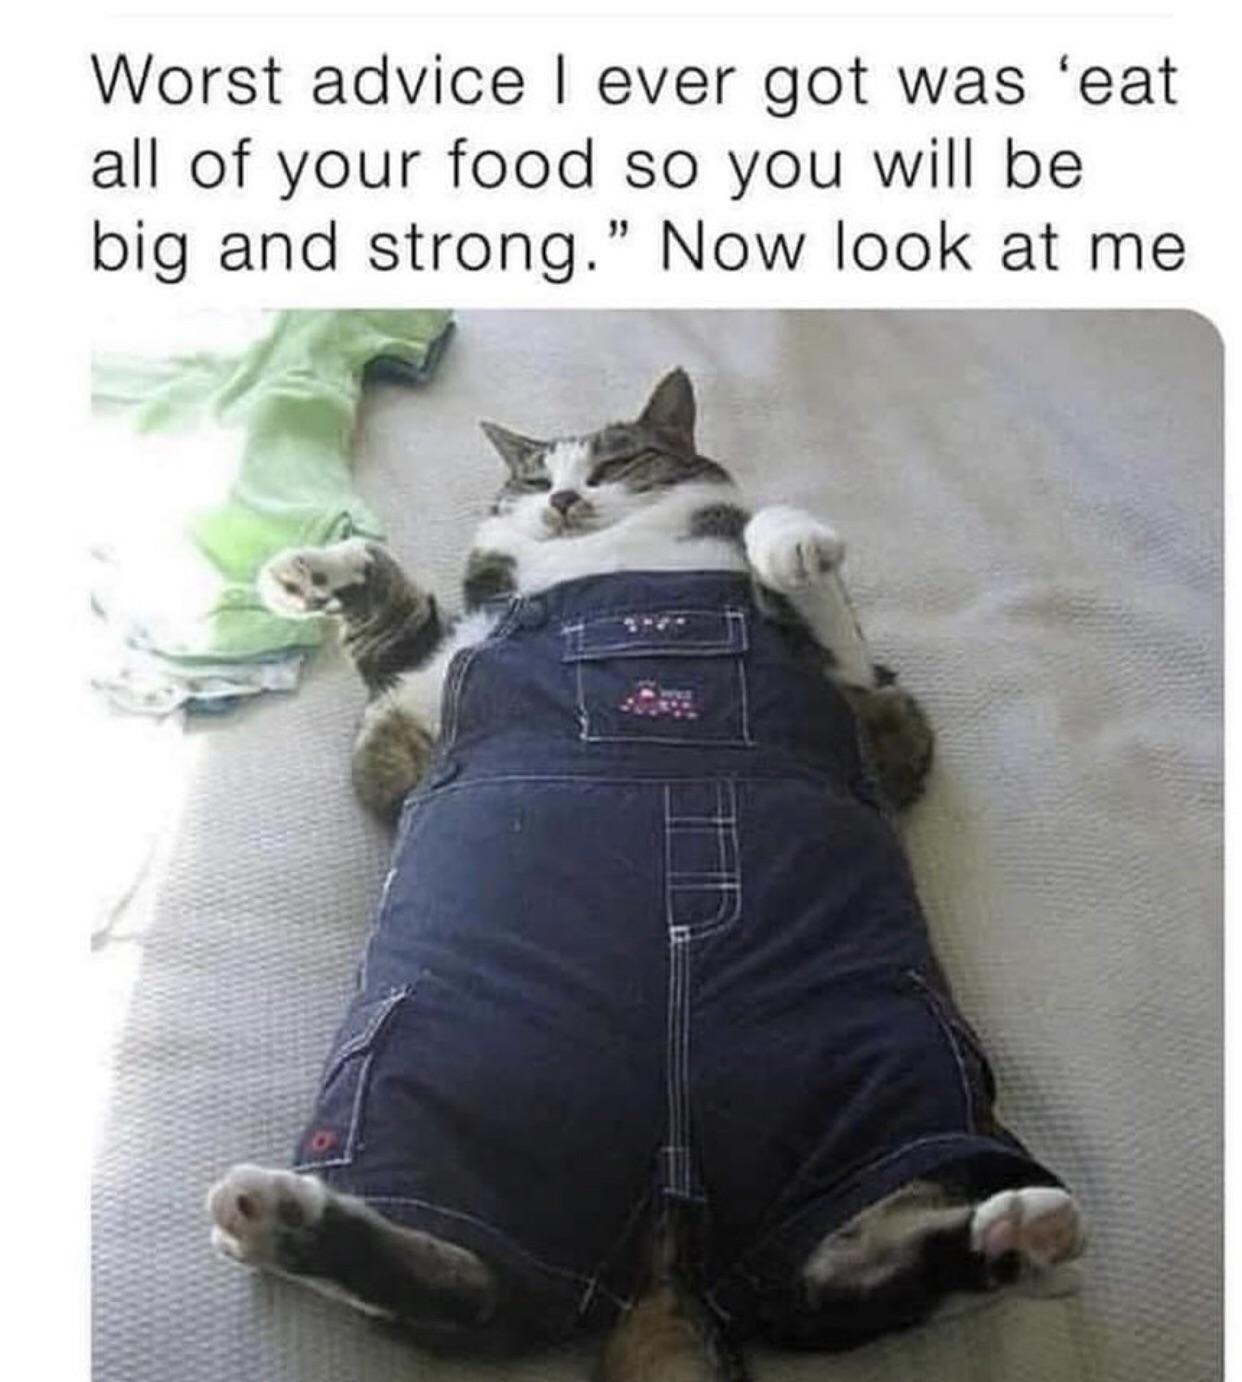 Worst advice I ever got was ‘eat
all of your food so you will be
big and strong.” Now look at me